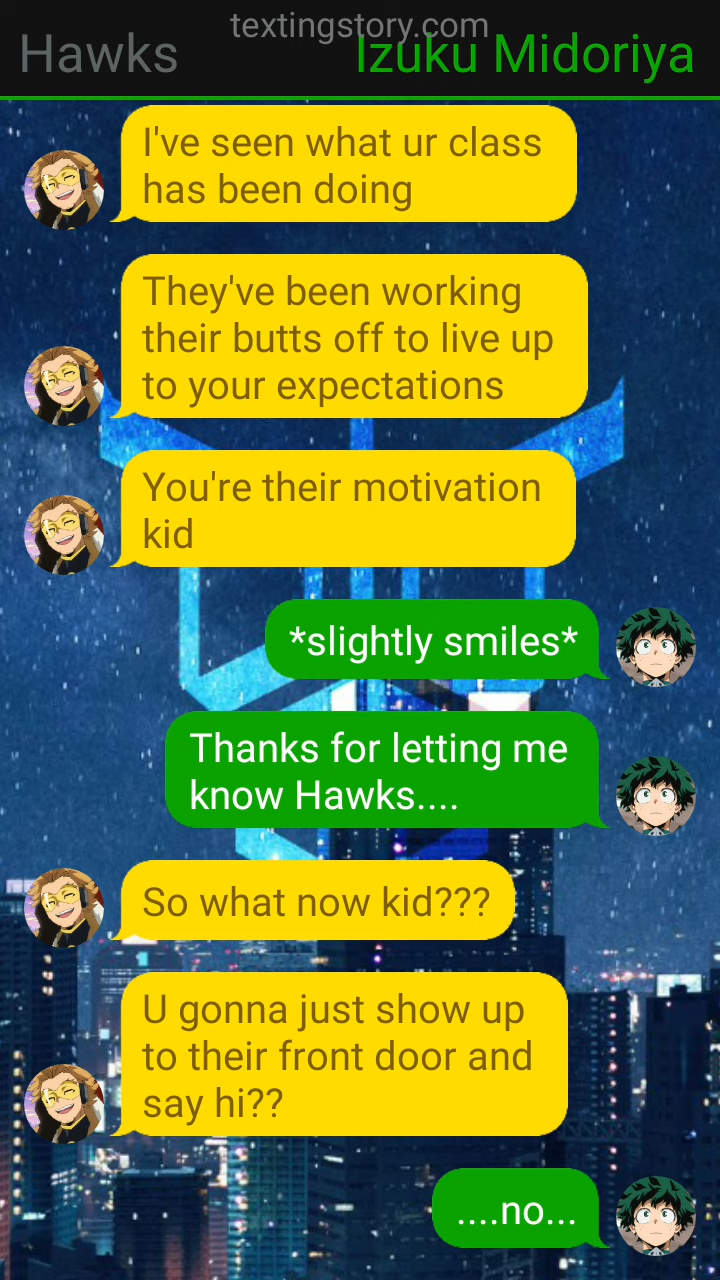 textingstory.com
Hawks
Izuku Midoriya
I've seen what ur class
has been doing
They've been working
their butts off to live up
to your expectations
You're their motivation
kid
*slightly smiles*
Thanks for letting me
know Hawks....
So what now kid???
U gonna just show up
to their front door and
say hi??
....no...